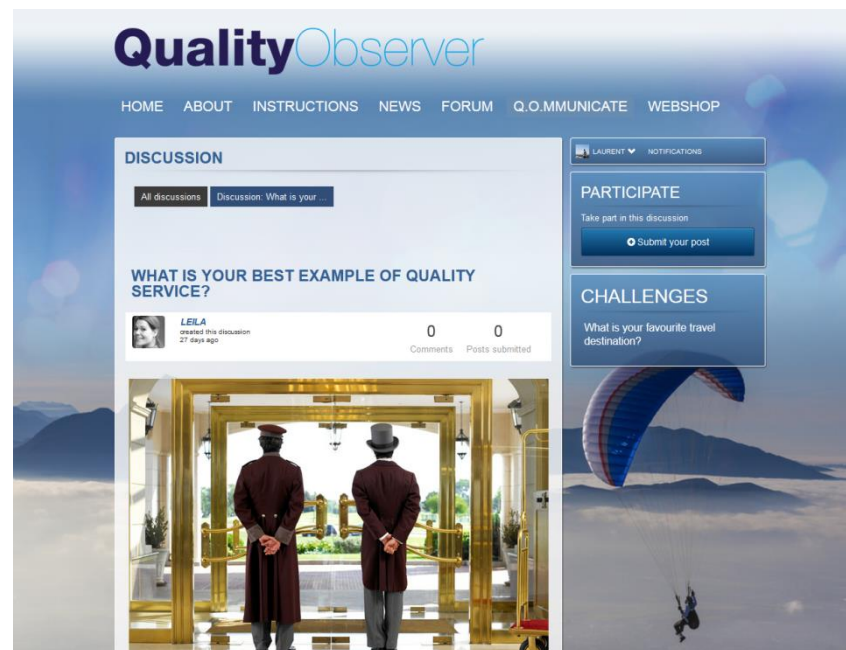 QualityObserver
HOME ABOUT INSTRUCTIONS NEWS FORUM Q.O.MMUNICATE WEBSHOP
DISCUSSION
All discussions Discussion: What is your ...
WHAT IS YOUR BEST EXAMPLE OF QUALITY
SERVICE?
LEILA
created this discussion
27 days ago
0 0
Comments Posts submitted
LAURENT NOTIFICATIONS
PARTICIPATE
Take part in this discussion
Submit your post
CHALLENGES
What is your favourite travel
destination?